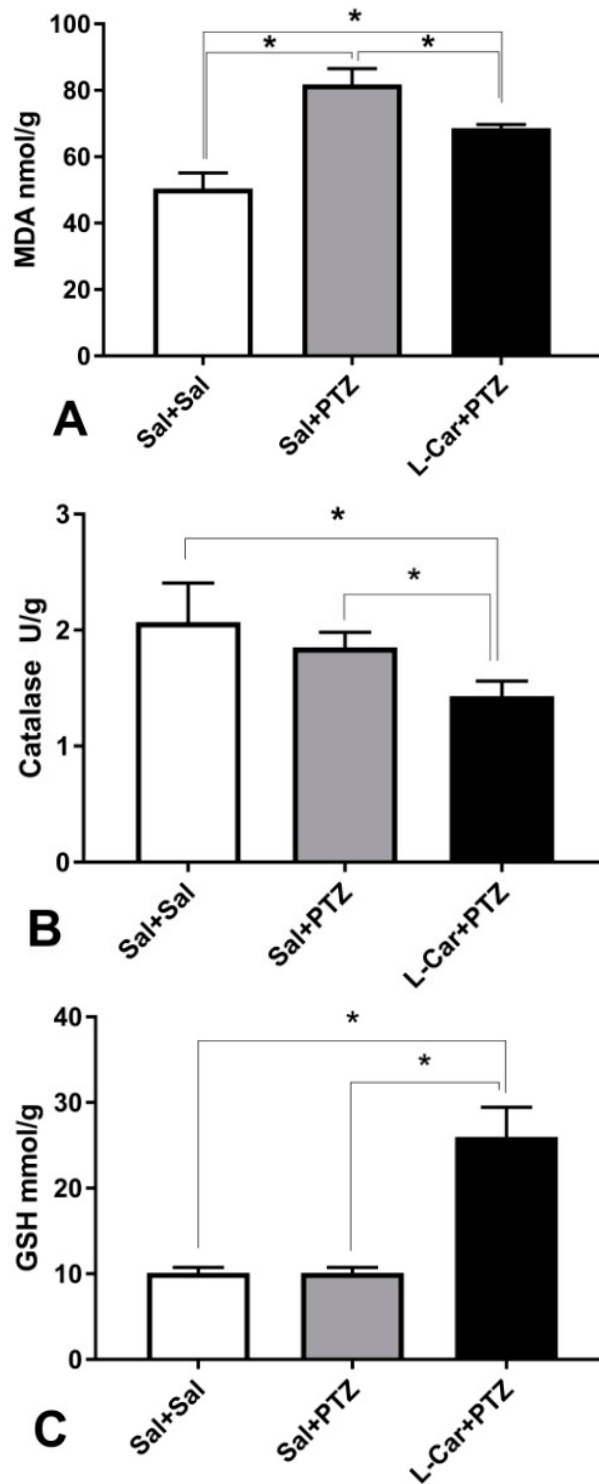 100
80
60
40
20
0
MDA nmol/g
*
*
*
Sal+Sal
Sal+PTZ
L-Car+PTZ
A
3
2
1
0
Catalase U/g
*
*
Sal+Sal
Sal+PTZ
L-Car+PTZ
B
40
30
20
10
0
GSH mmol/g
*
*
Sal+Sal
Sal+PTZ
L-Car+PTZ
C